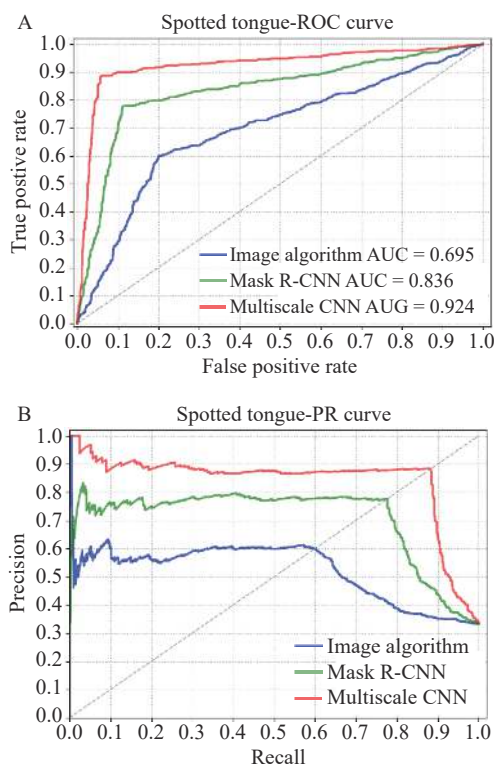 A Spotted tongue-ROC curve
1.0
0.9
0.8
0.7
0.6
0.5
0.4
0.3
0.2
0.1
0.0
True postive rate
Image algorithm AUC = 0.695
Mask R-CNN AUC = 0.836
Multiscale CNN AUG = 0.924
0.0 0.1 0.2 0.3 0.4 0.5 0.6 0.7 0.8 0.9 1.0
False positive rate
B Spotted tongue-PR curve
1.0
0.9
0.8
0.7
0.6
0.5
0.4
0.3
0.2
0.1
0.0
Precision
Image algorithm
Mask R-CNN
Multiscale CNN
0.0 0.1 0.2 0.3 0.4 0.5 0.6 0.7 0.8 0.9 1.0
Recall